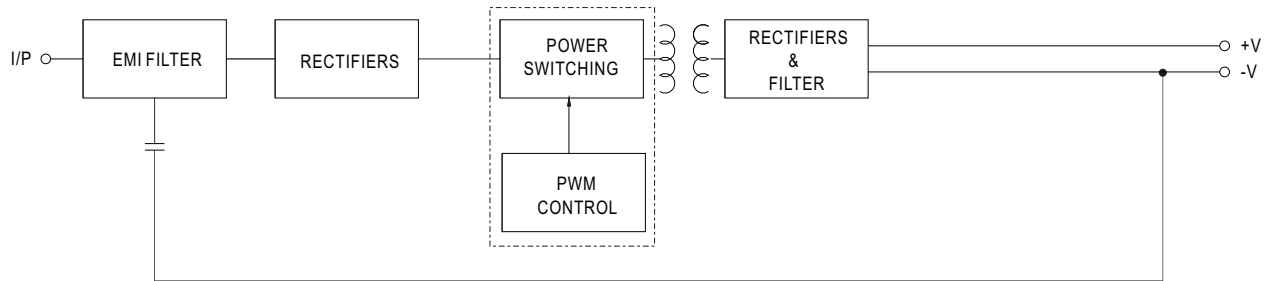 I/P
EMI FILTER
RECTIFIERS
POWER
SWITCHING
RECTIFIERS
&
FILTER
+V
-V
PWM
CONTROL